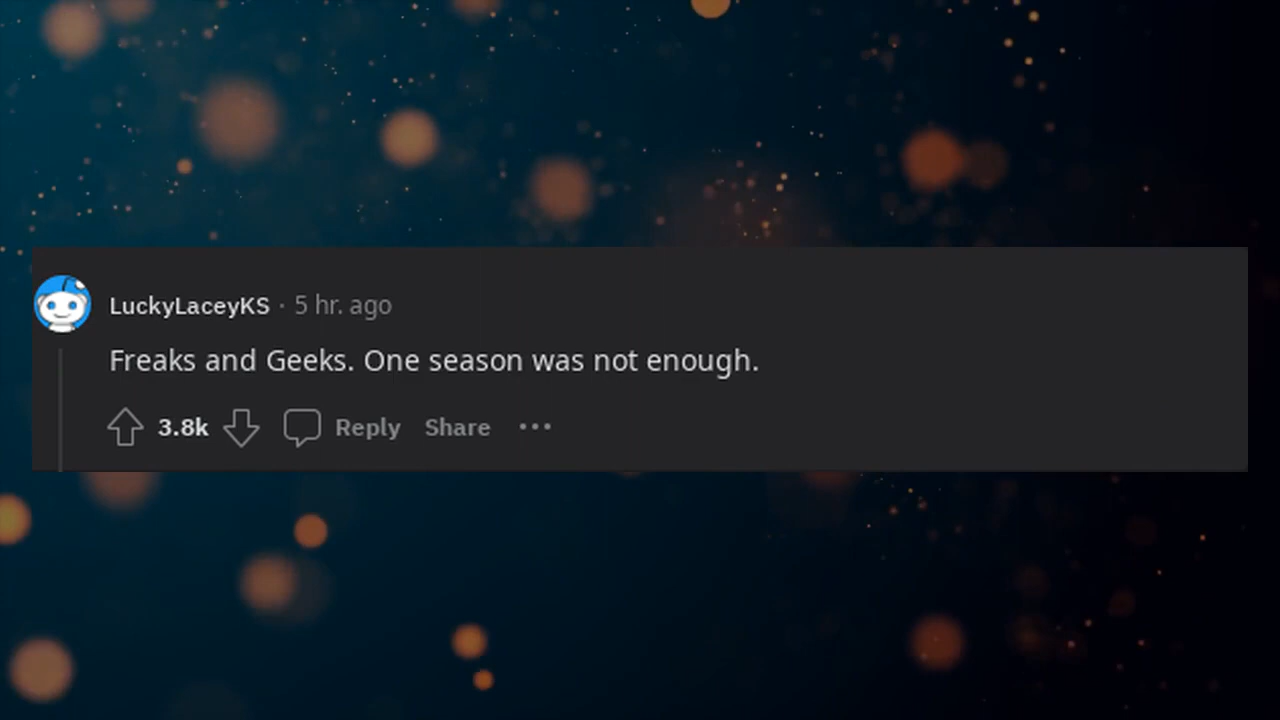 LuckyLaceyKS · 5 hr. ago
Freaks and Geeks. One season was not enough.
3.8k Reply Share ···